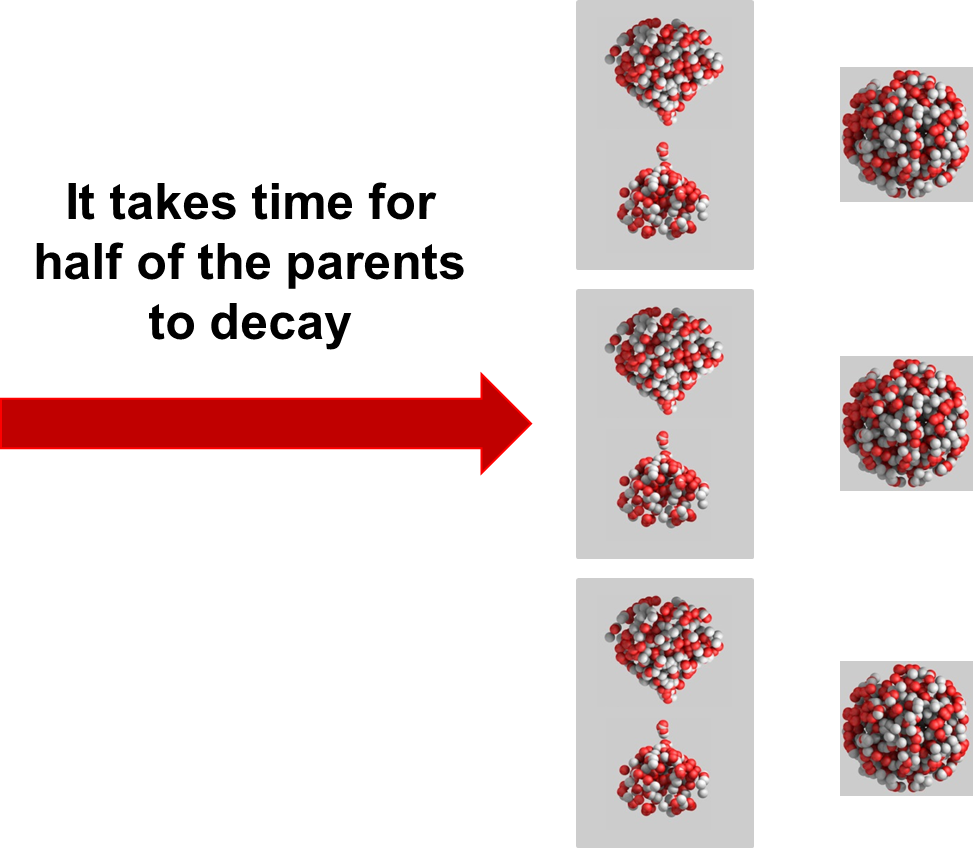 It takes time for
half of the parents
to decay